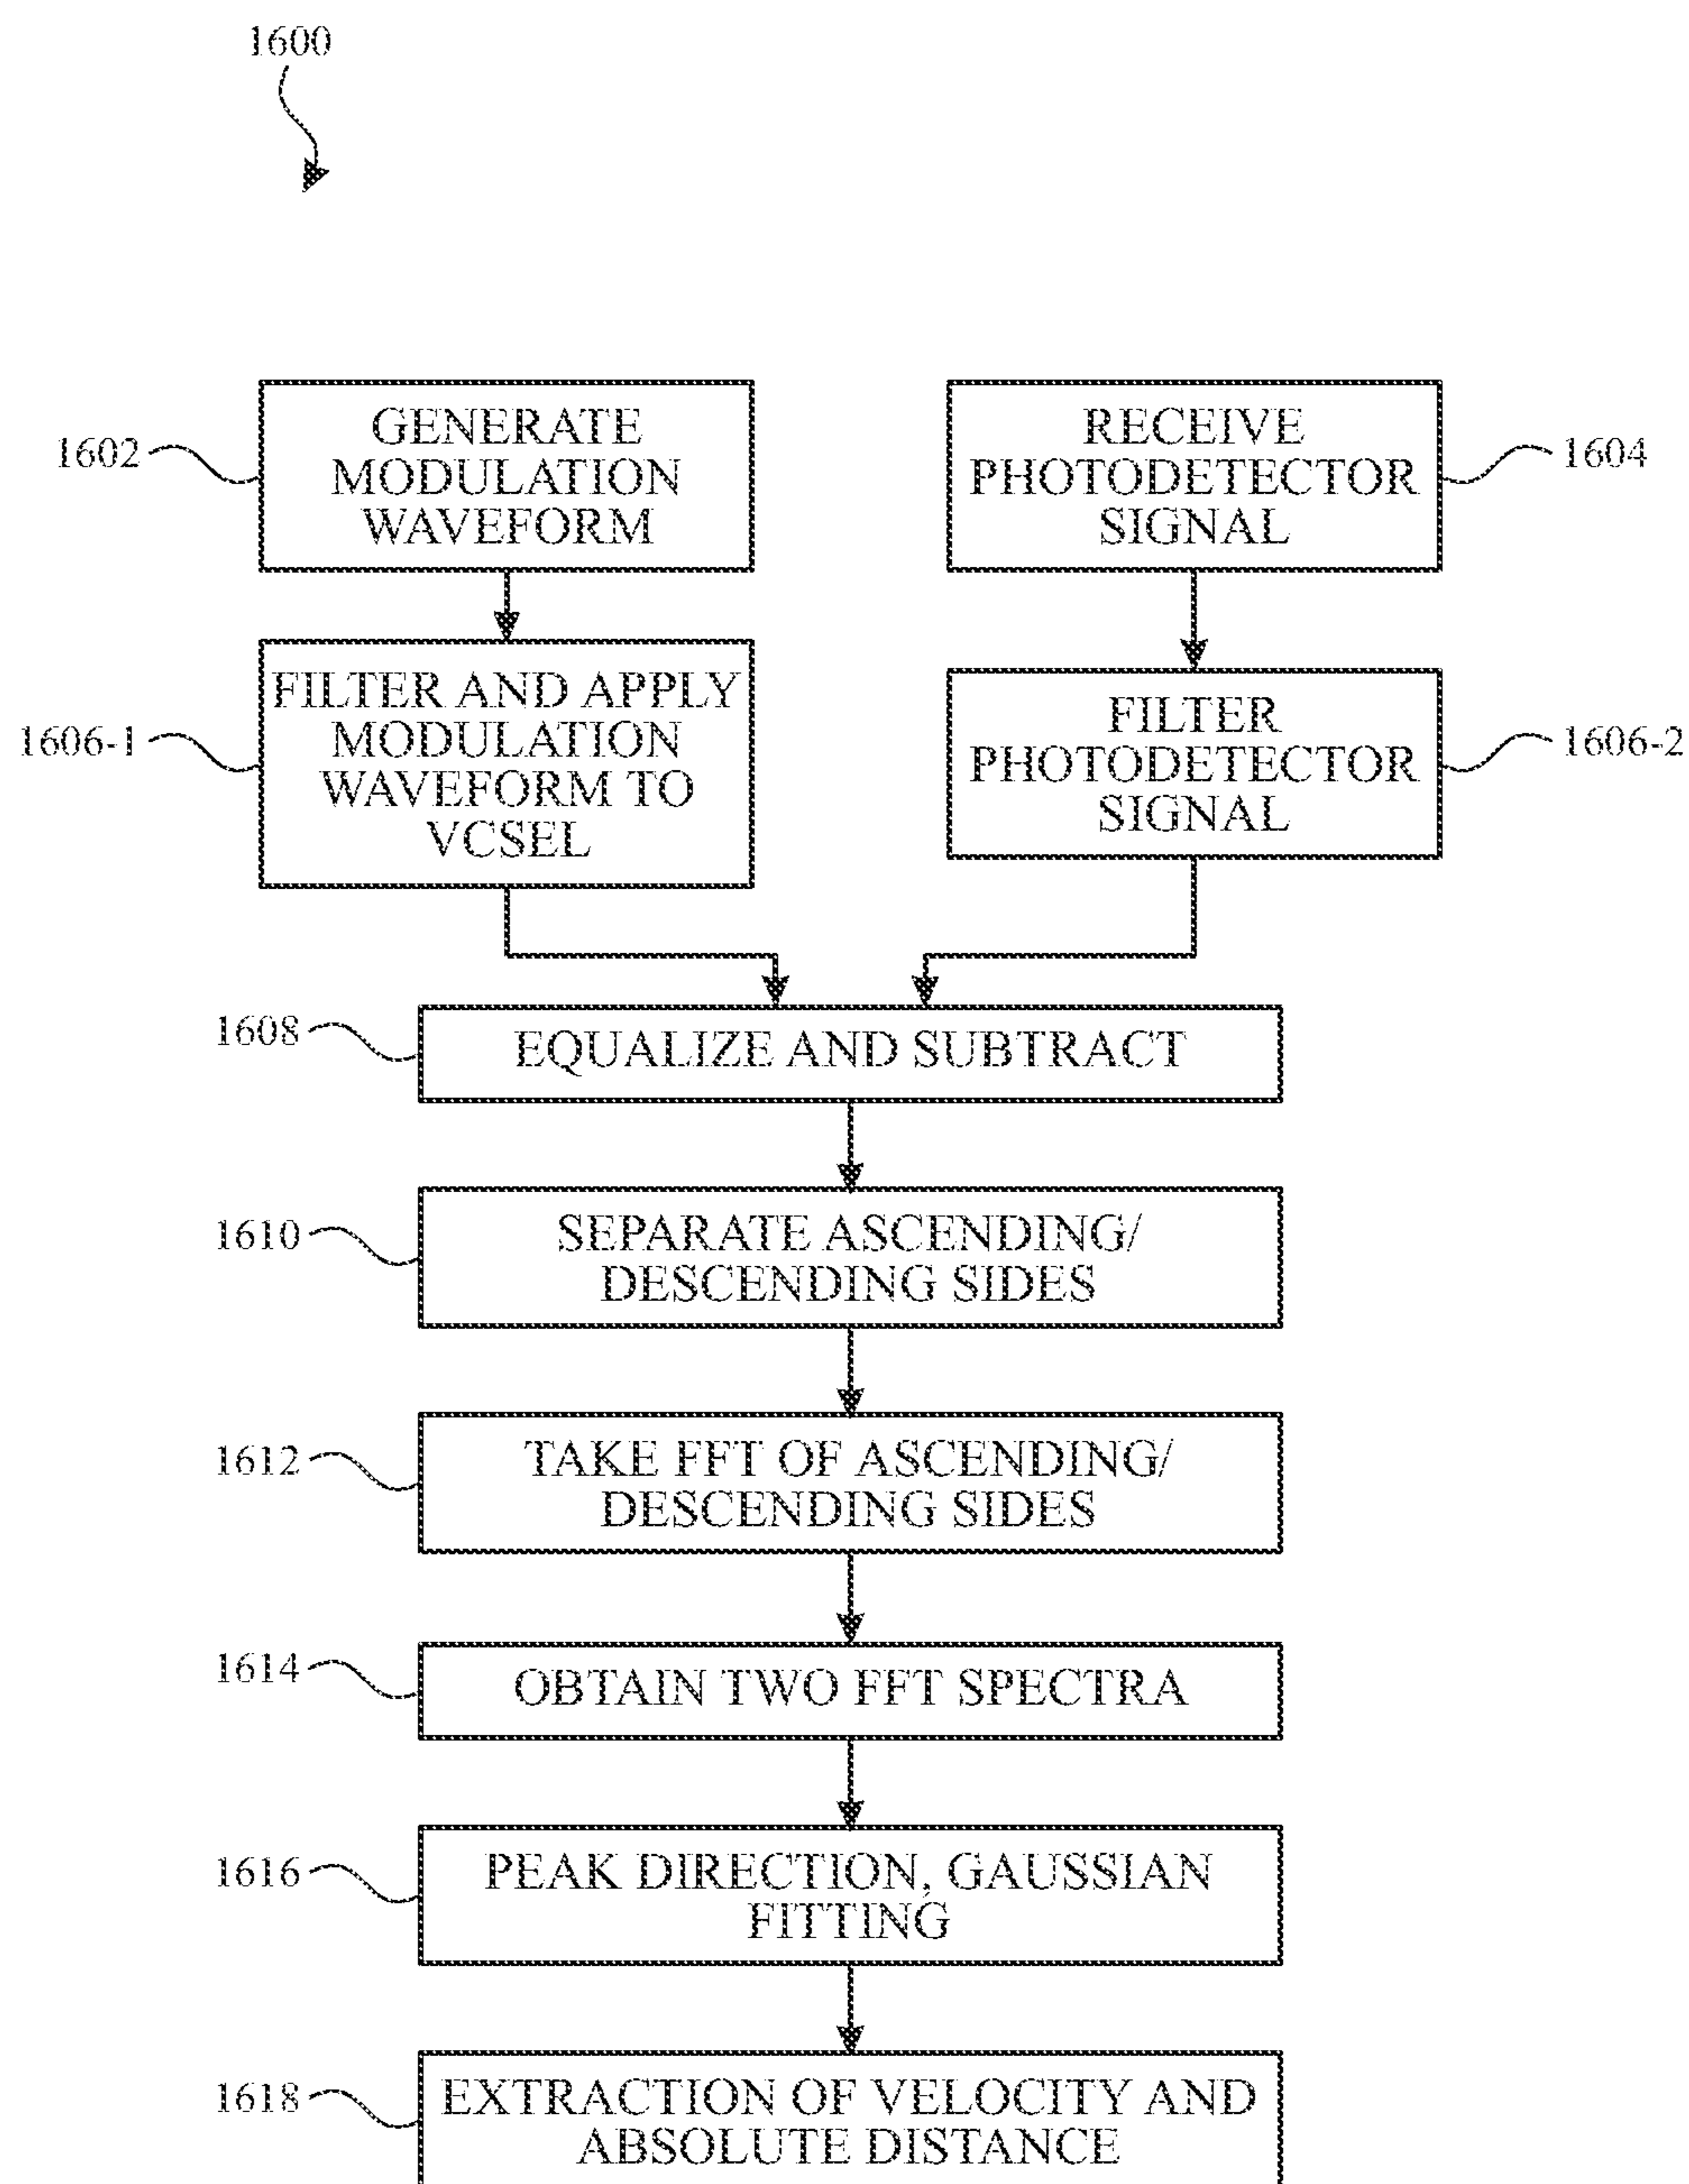 1600
1602
GENERATE
MODULATION
WAVEFORM
RECEIVE
PHOTODETECTOR
SIGNAL
1604
1606-1
FILTER AND APPLY
MODULATION
WAVEFORM TO
VCSEL
FILTER
PHOTODETECTOR
SIGNAL
1606-2
1608
EQUALIZE AND SUBTRACT
1610
SEPARATE ASCENDING/
DESCENDING SIDES
1612
TAKE FFT OF ASCENDING/
DESCENDING SIDES
1614
OBTAIN TWO FFT SPECTRA
1616
PEAK DIRECTION, GAUSSIAN
FITTING
1618
EXTRACTION OF VELOCITY AND
ABSOLUTE DISTANCE